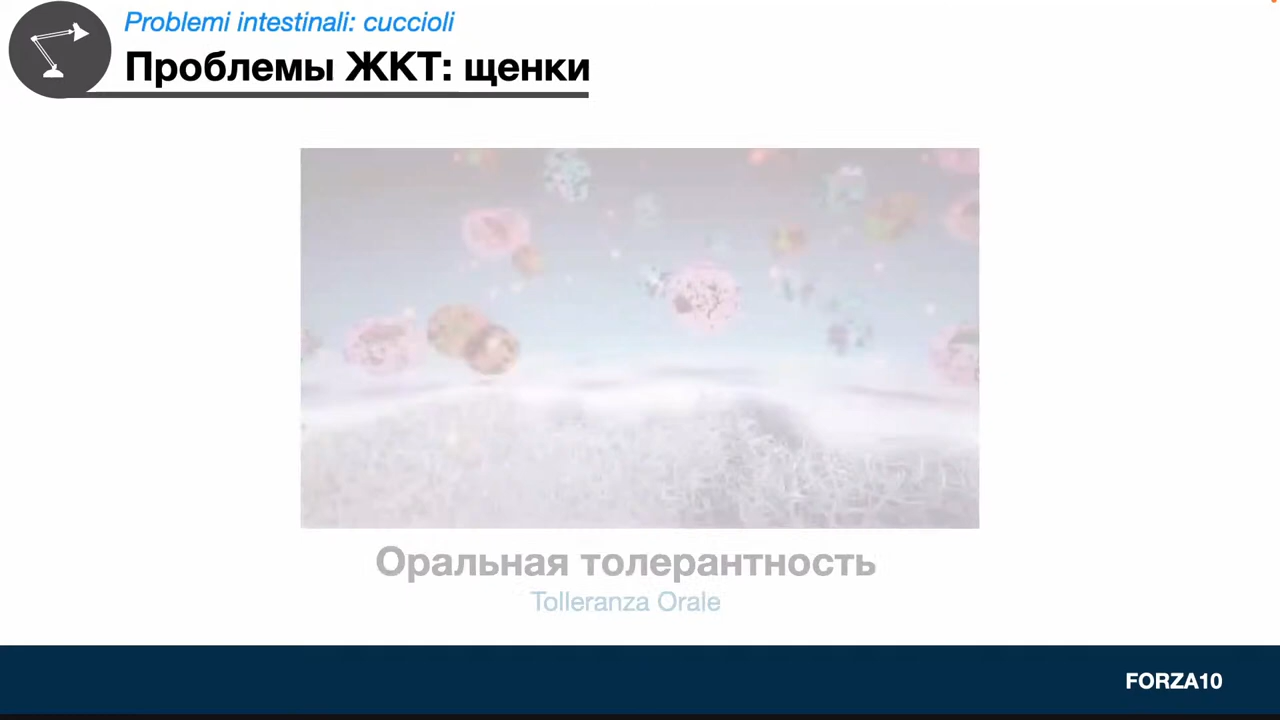 Problemi intestinali: cuccioli
Проблемы ЖКТ: щенки
Оральная толерантность
Tolleranza Orale
FORZA10